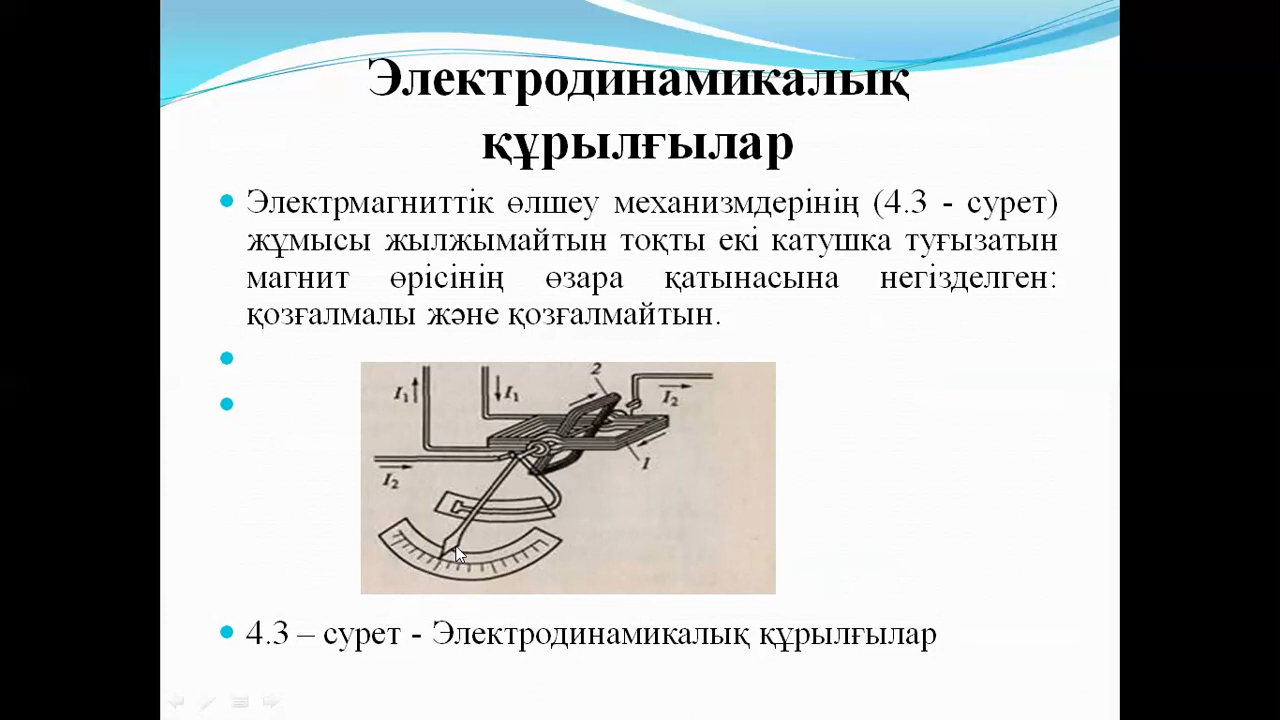 Электродинамикалық
құрылғылар
Электрмагниттік өлшеу механизмдерінің (4.3 - сурет)
жұмысы жылжымайтын тоқты екі катушка туғызатын
магнит өрісінің өзара қатынасына негізделген:
қозғалмалы және қозғалмайтын.
I₁ I₁ 2 I₂
1
I₂
4.3 – сурет - Электродинамикалық құрылғылар